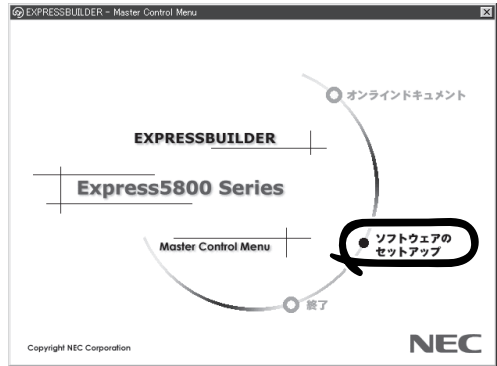 EXPRESSBUILDER - Master Control Menu
オンラインドキュメント
EXPRESSBUILDER
Express5800 Series
Master Control Menu
ソフトウェアの
セットアップ
終了
Copyright NEC Corporation
NEC